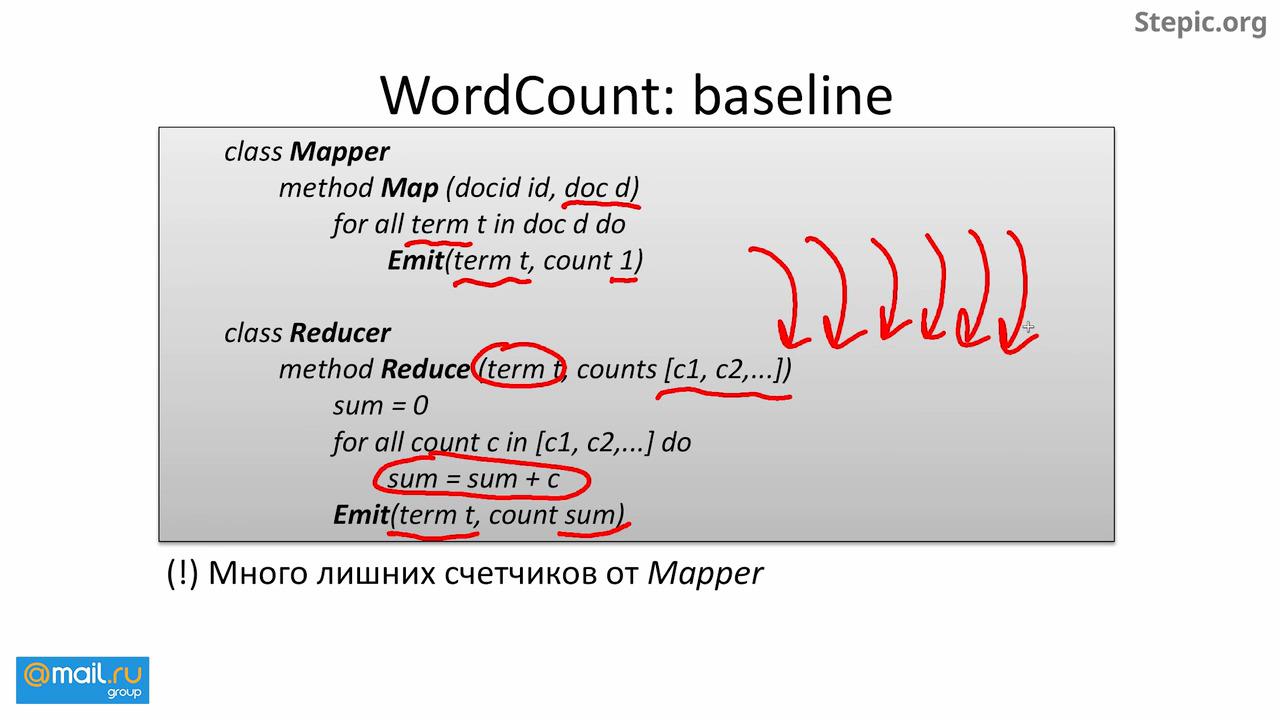 Stepic.org
WordCount: baseline
class Mapper
method Map (docid id, doc d)
for all term t in doc d do
Emit(term t, count 1)
class Reducer
method Reduce (term t, counts [c1, c2,...])
sum = 0
for all count c in [c1, c2,...] do
sum = sum + c
Emit(term t, count sum)
(!) Много лишних счетчиков от Mapper
@mail.ru
group